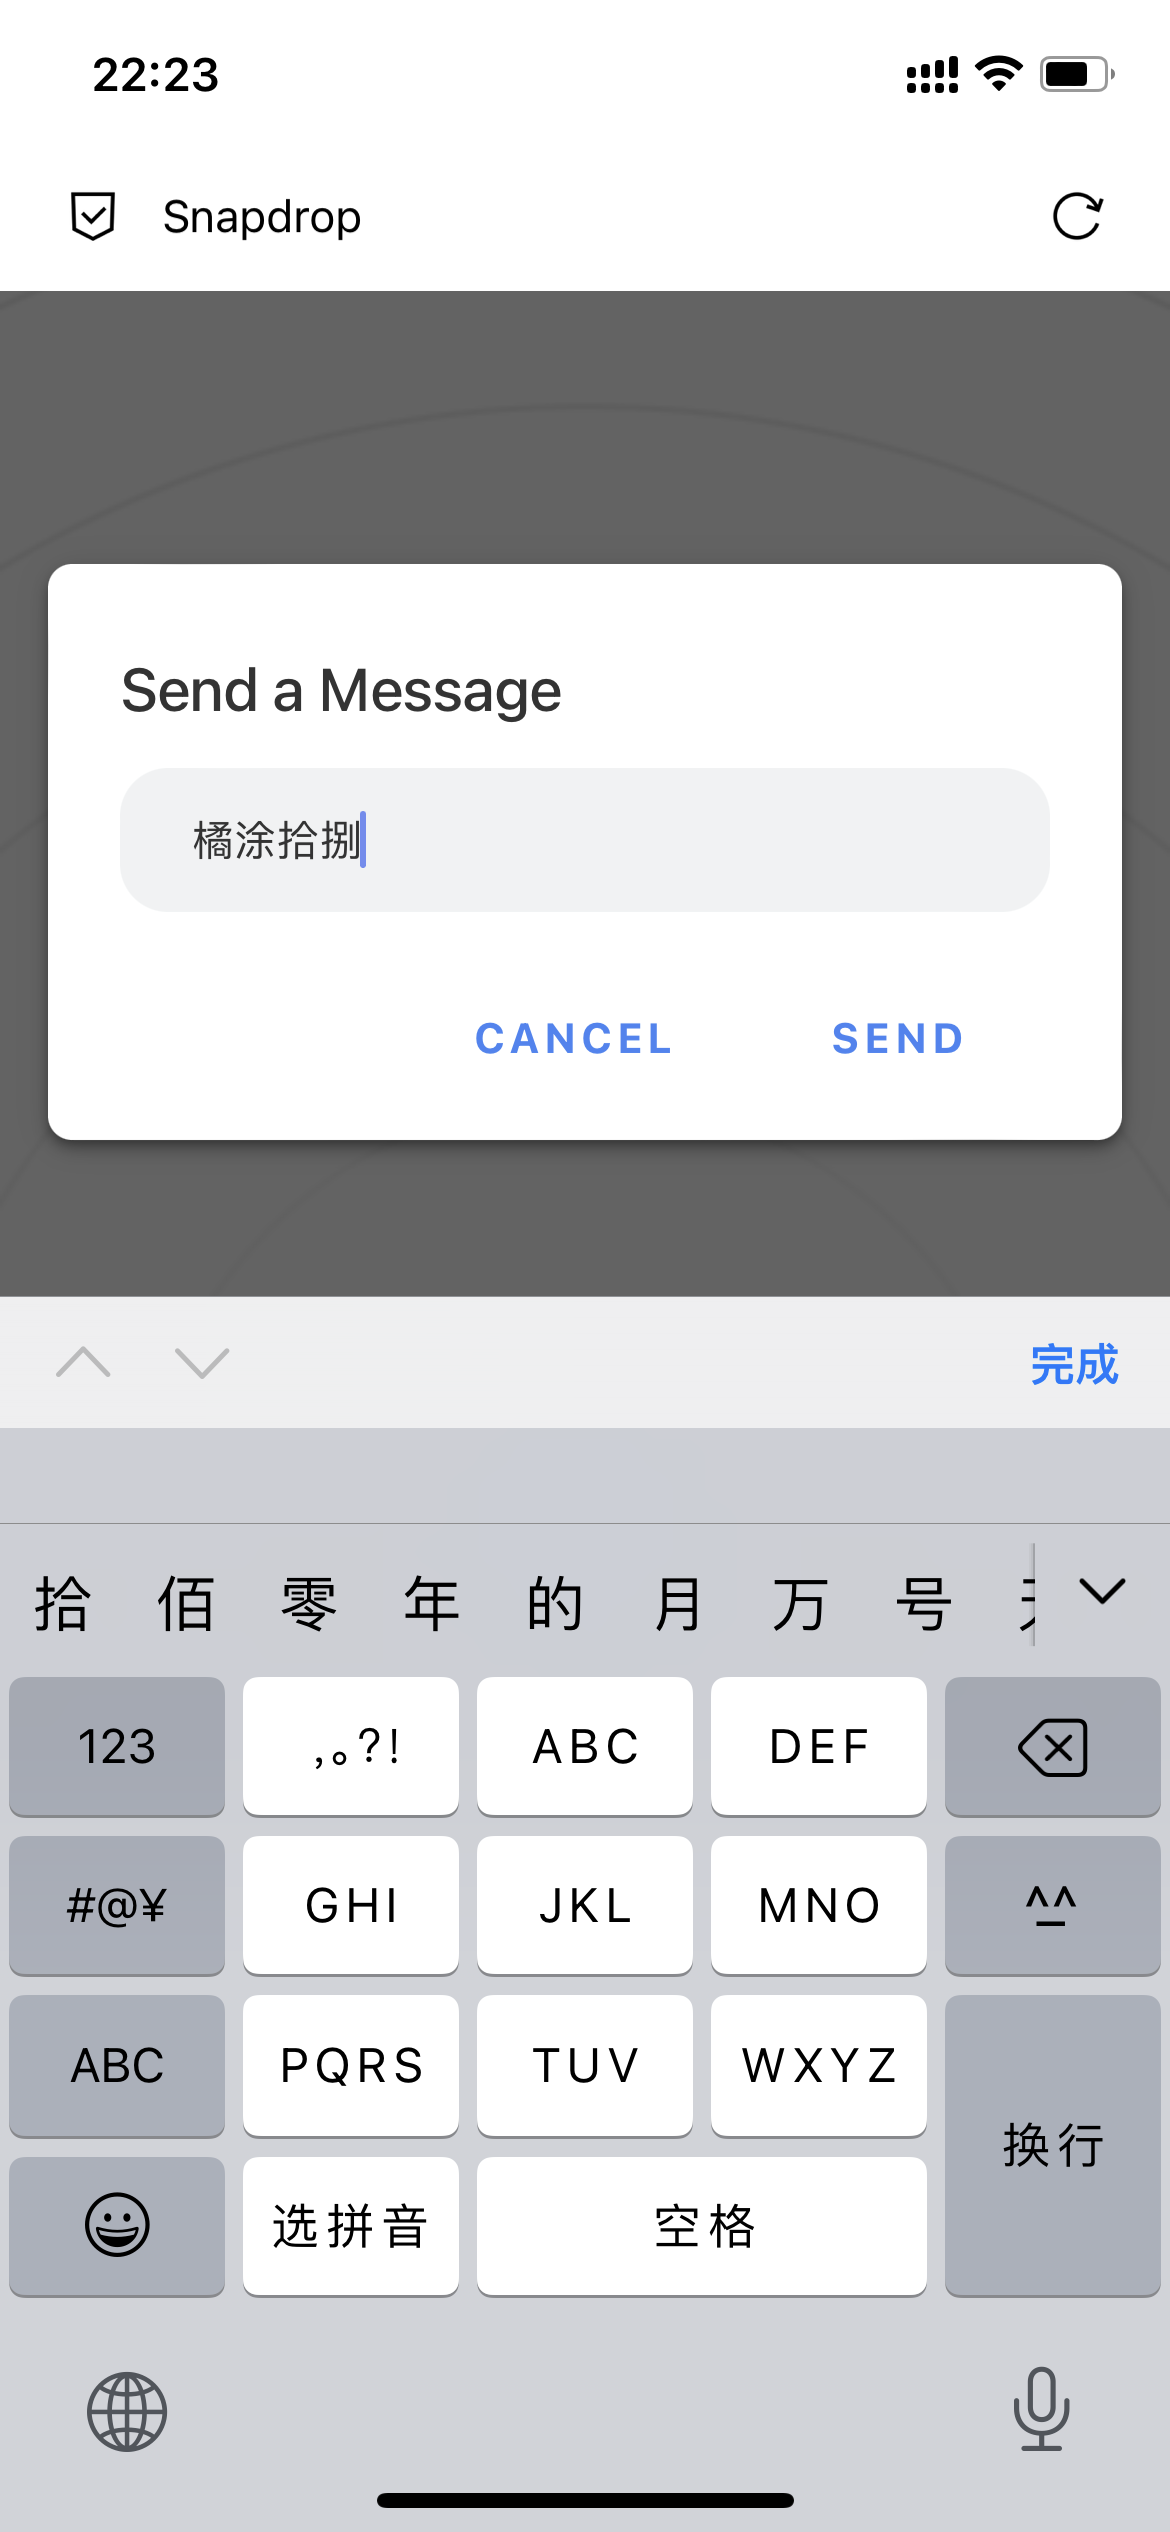 22:23
Snapdrop
Send a Message
橘涂拾捌
CANCEL SEND
完成
拾 佰 零 年 的 月 万 号
123 ,。?! ABC DEF
#@¥ GHI JKL MNO ^^
ABC PQRS TUV WXYZ
换行
选拼音 空格